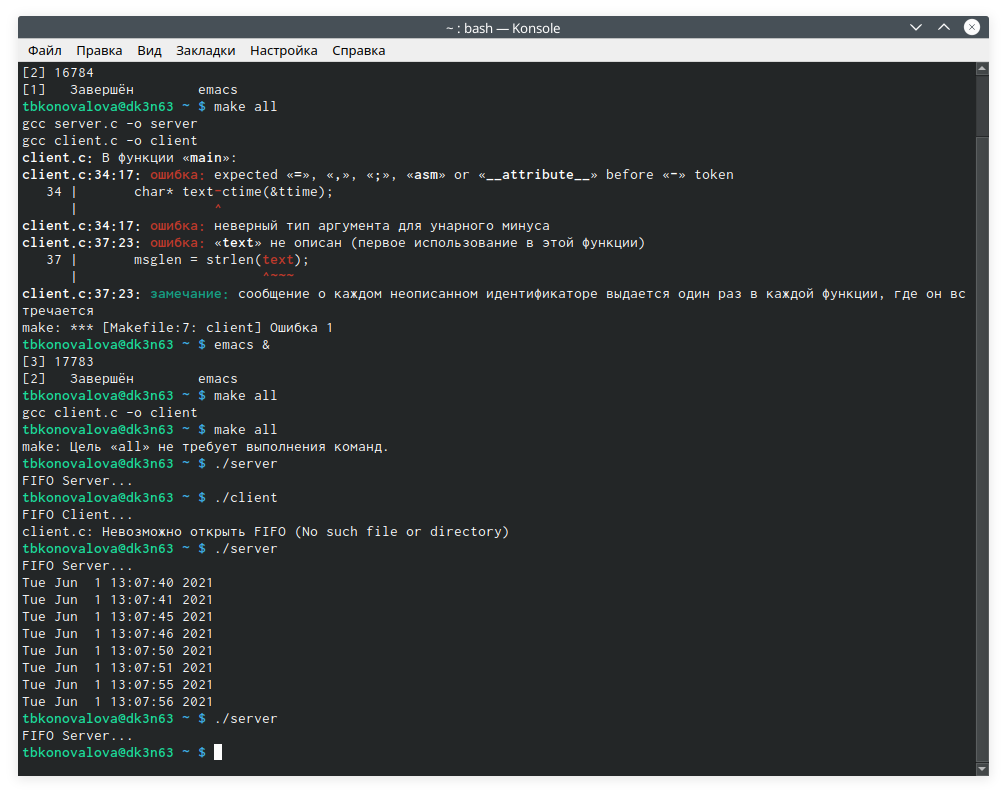 ~ : bash — Konsole
Файл Правка Вид Закладки Настройка Справка
[2] 16784
[1]   Завершён        emacs
tbkonovalova@dk3n63 ~ $ make all
gcc server.c -o server
gcc client.c -o client
client.c: В функции «main»:
client.c:34:17: ошибка: expected «=», «,», «;», «asm» or «__attribute__» before «-» token
   34 |       char* text-ctime(&ttime);
      |                 ^
client.c:34:17: ошибка: неверный тип аргумента для унарного минуса
client.c:37:23: ошибка: «text» не описан (первое использование в этой функции)
   37 |       msglen = strlen(text);
      |                       ^~~~
client.c:37:23: замечание: сообщение о каждом неописанном идентификаторе выдается один раз в каждой функции, где он вс
тречается
make: *** [Makefile:7: client] Ошибка 1
tbkonovalova@dk3n63 ~ $ emacs &
[3] 17783
[2]   Завершён        emacs
tbkonovalova@dk3n63 ~ $ make all
gcc client.c -o client
tbkonovalova@dk3n63 ~ $ make all
make: Цель «all» не требует выполнения команд.
tbkonovalova@dk3n63 ~ $ ./server
FIFO Server...
tbkonovalova@dk3n63 ~ $ ./client
FIFO Client...
client.c: Невозможно открыть FIFO (No such file or directory)
tbkonovalova@dk3n63 ~ $ ./server
FIFO Server...
Tue Jun  1 13:07:40 2021
Tue Jun  1 13:07:41 2021
Tue Jun  1 13:07:45 2021
Tue Jun  1 13:07:46 2021
Tue Jun  1 13:07:50 2021
Tue Jun  1 13:07:51 2021
Tue Jun  1 13:07:55 2021
Tue Jun  1 13:07:56 2021
tbkonovalova@dk3n63 ~ $ ./server
FIFO Server...
tbkonovalova@dk3n63 ~ $